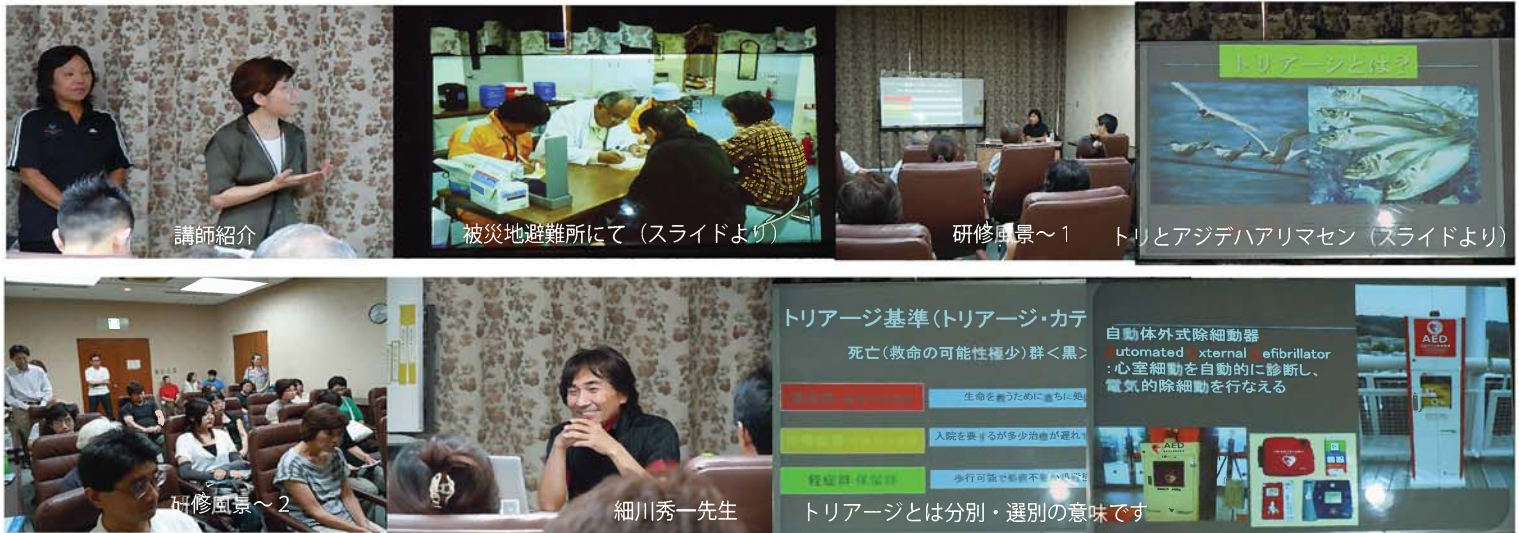 講師紹介
被災地避難所にて（スライドより）
研修風景～１
トリアージとは？
トリとアジデハアリマセン（スライドより）
研修風景～２
細川秀一先生
トリアージ基準（トリアージ・カテ
死亡（救命の可能性極少）群＜黒＞
生命を救うために直ちに処
入院を要するが多少治療が遅れて
軽症群 保留群
歩行可能で
トリアージとは分別・選別の意味です
自動体外式除細動器
Automated External Defibrillator
：心室細動を自動的に診断し、
電気的除細動を行なえる
AED
AED